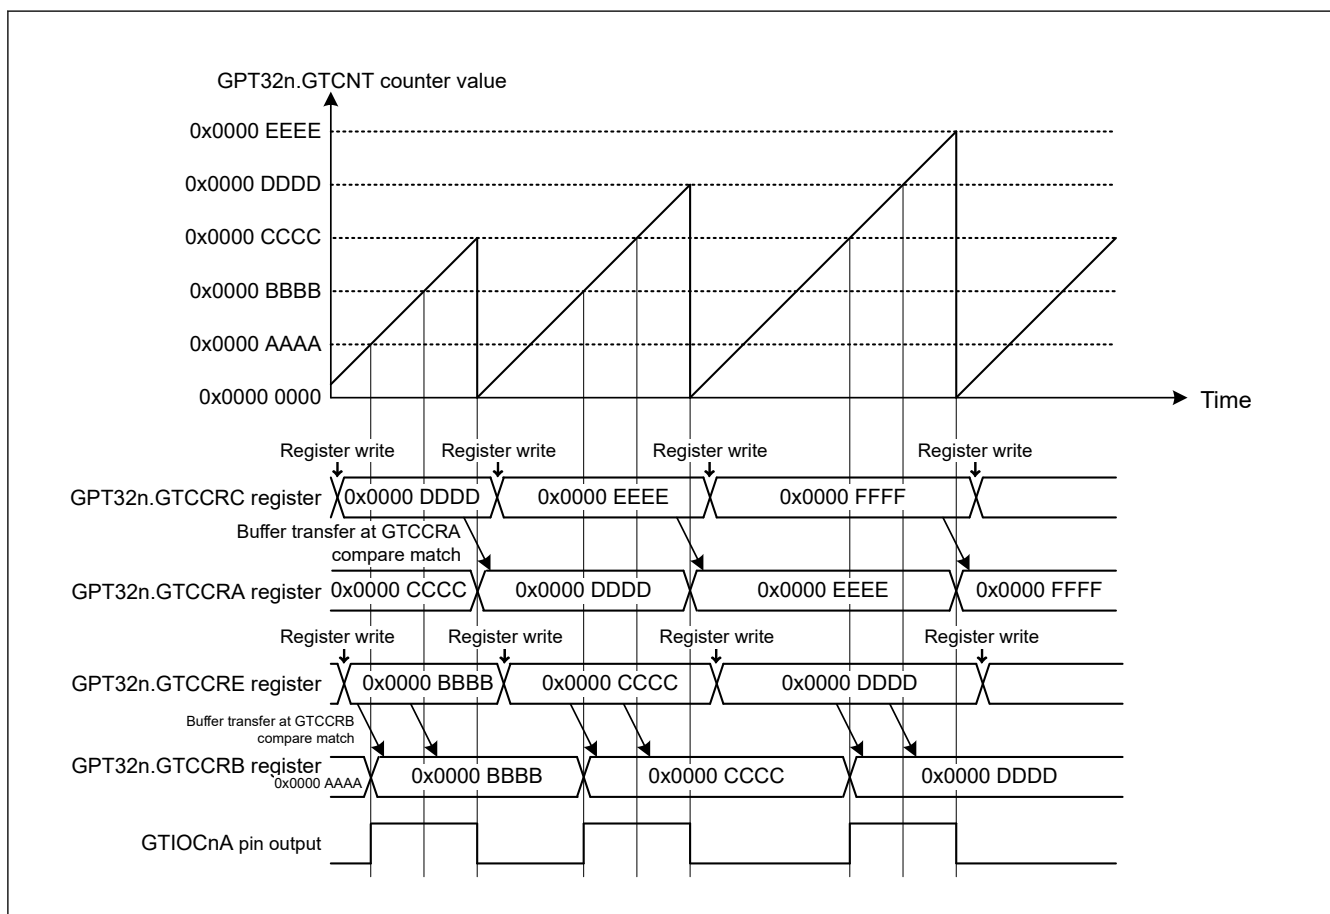 GPT32n.GTCNT counter value
0x0000 EEEE
0x0000 DDDD
0x0000 CCCC
0x0000 BBBB
0x0000 AAAA
0x0000 0000
Time
Register write Register write Register write Register write
GPT32n.GTCCRC register 0x0000 DDDD 0x0000 EEEE 0x0000 FFFF
Buffer transfer at GTCCRA
compare match
GPT32n.GTCCRA register 0x0000 CCCC 0x0000 DDDD 0x0000 EEEE 0x0000 FFFF
Register write Register write Register write Register write
GPT32n.GTCCRE register 0x0000 BBBB 0x0000 CCCC 0x0000 DDDD
Buffer transfer at GTCCRB
compare match
GPT32n.GTCCRB register 0x0000 BBBB 0x0000 CCCC 0x0000 DDDD
0x0000 AAAA
GTIOCnA pin output